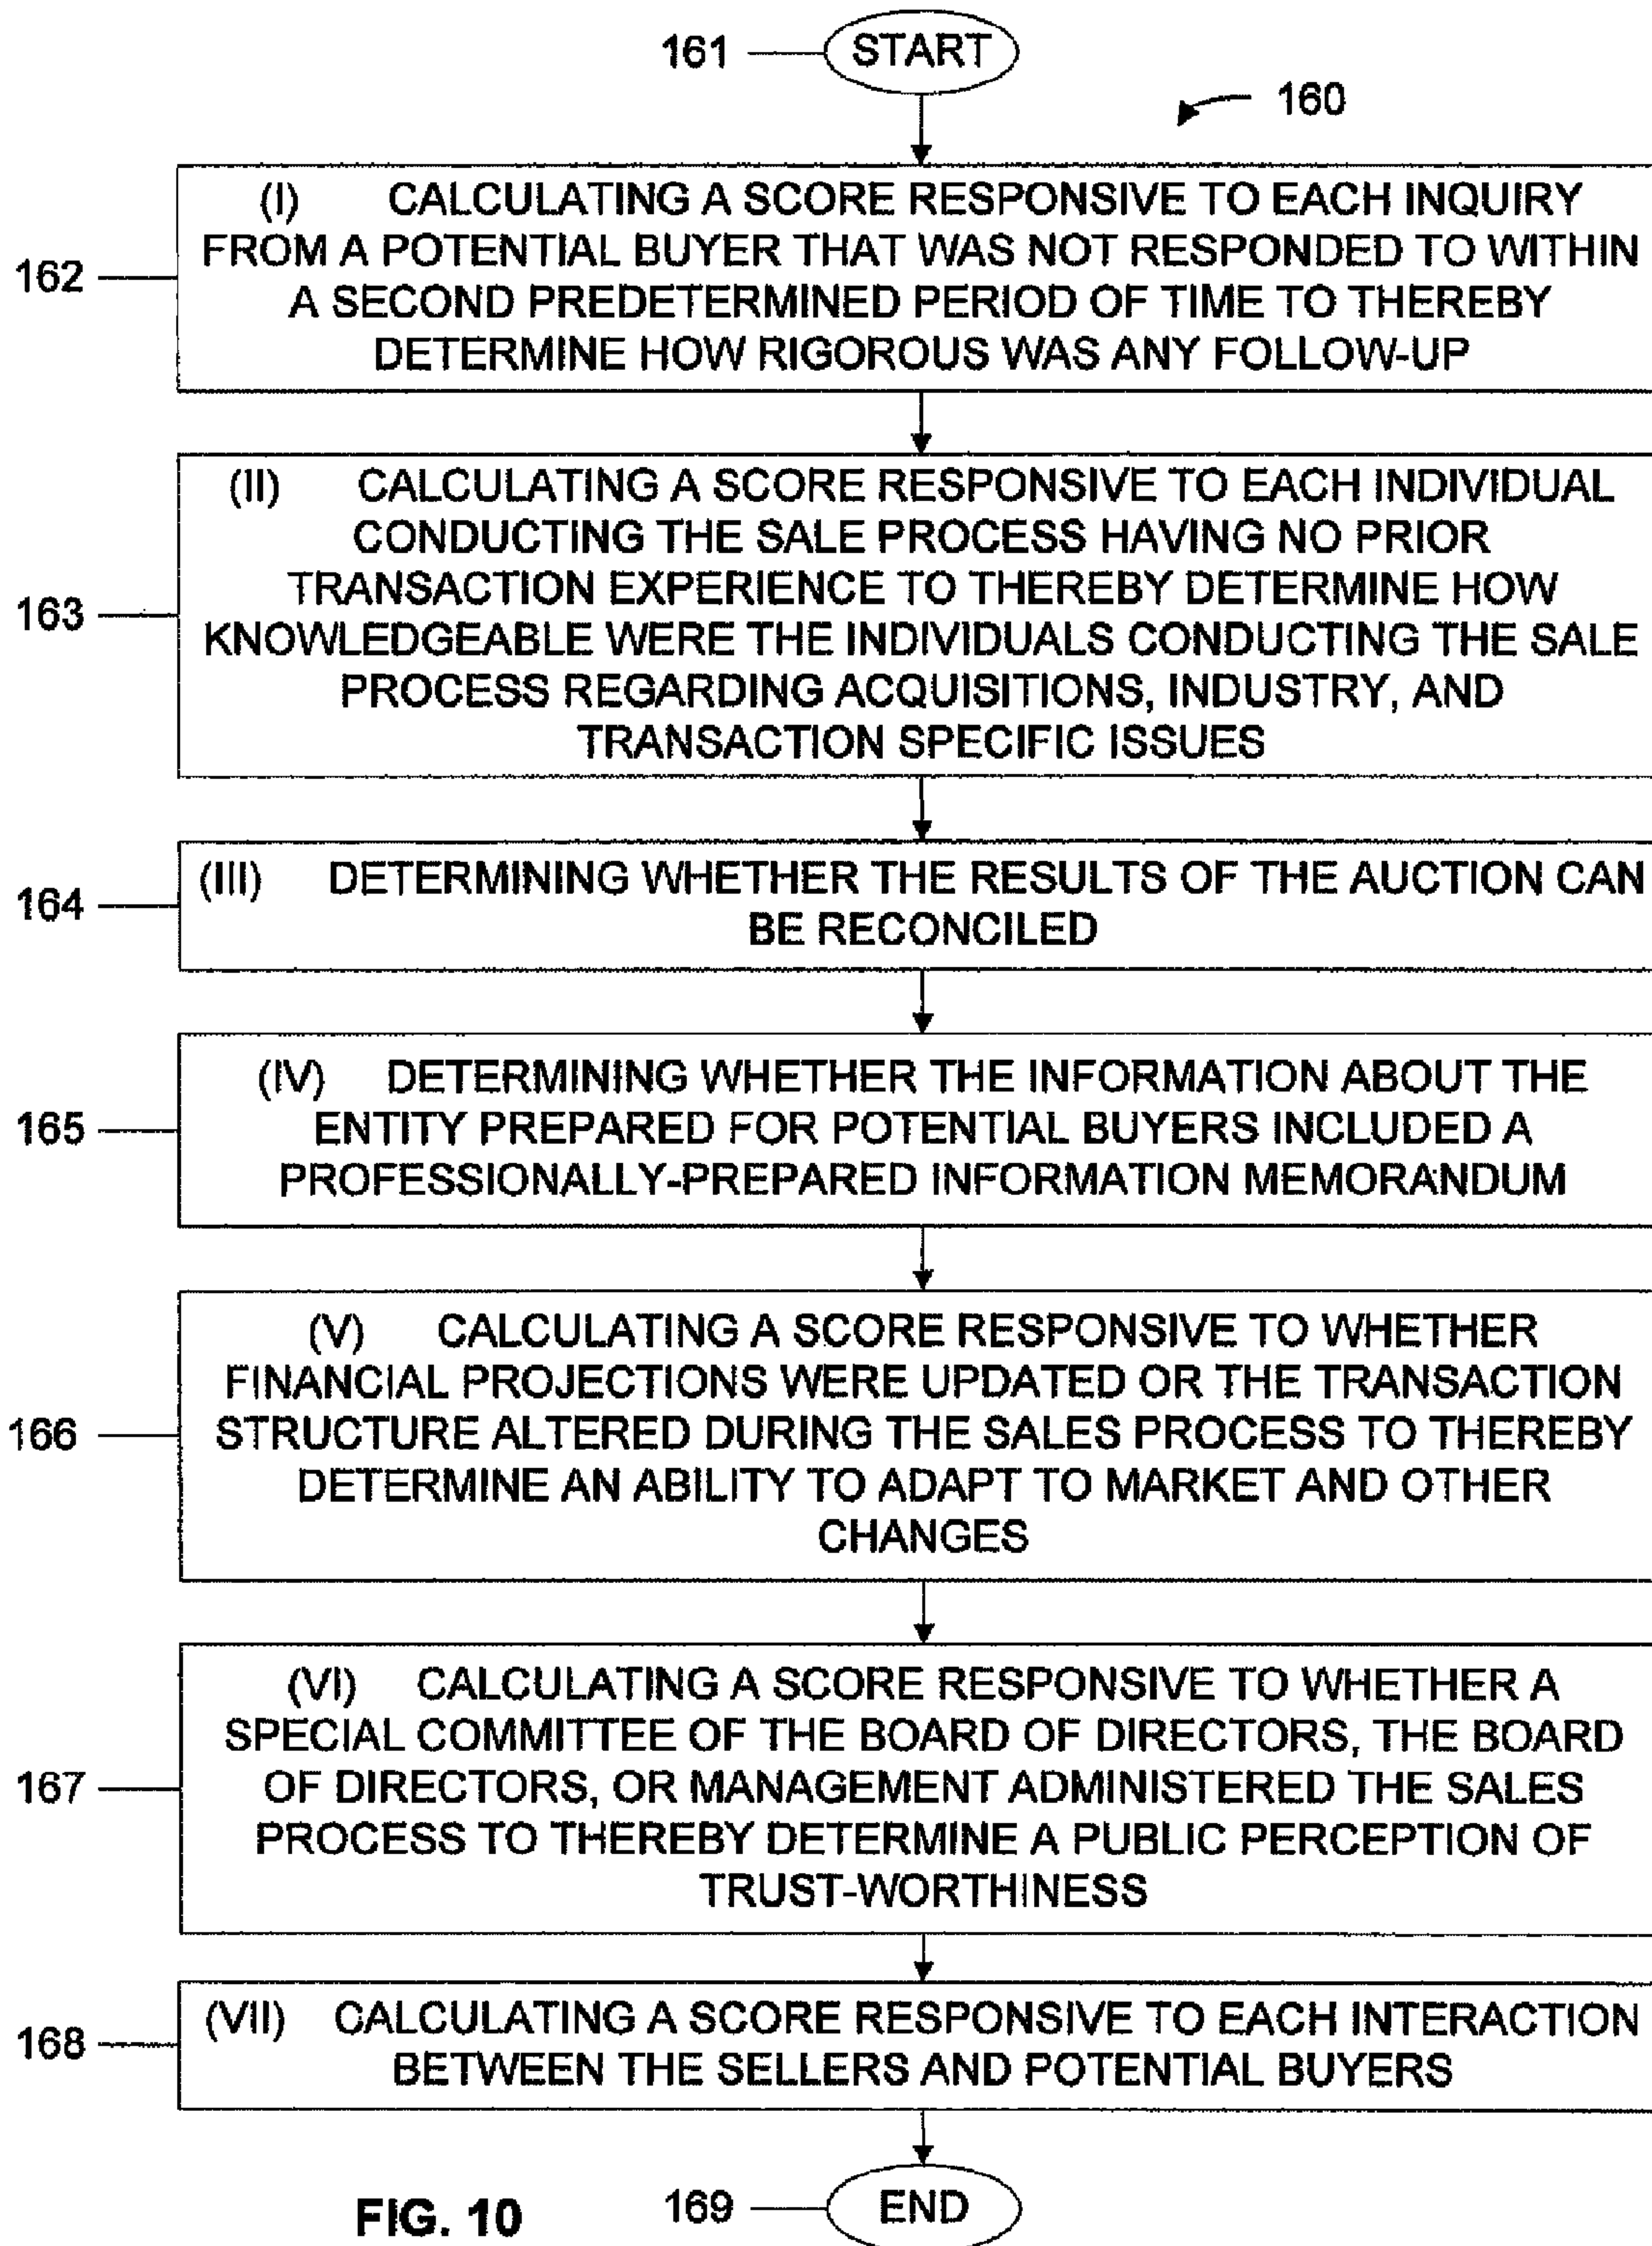 161 START
160
(I) CALCULATING A SCORE RESPONSIVE TO EACH INQUIRY
FROM A POTENTIAL BUYER THAT WAS NOT RESPONDED TO WITHIN
162
A SECOND PREDETERMINED PERIOD OF TIME TO THEREBY
DETERMINE HOW RIGOROUS WAS ANY FOLLOW-UP
(II) CALCULATING A SCORE RESPONSIVE TO EACH INDIVIDUAL
CONDUCTING THE SALE PROCESS HAVING NO PRIOR
TRANSACTION EXPERIENCE TO THEREBY DETERMINE HOW
163
KNOWLEDGEABLE WERE THE INDIVIDUALS CONDUCTING THE SALE
PROCESS REGARDING ACQUISITIONS, INDUSTRY, AND
TRANSACTION SPECIFIC ISSUES
(III) DETERMINING WHETHER THE RESULTS OF THE AUCTION CAN
164
BE RECONCILED
(IV) DETERMINING WHETHER THE INFORMATION ABOUT THE
165
ENTITY PREPARED FOR POTENTIAL BUYERS INCLUDED A
PROFESSIONALLY-PREPARED INFORMATION MEMORANDUM
(V) CALCULATING A SCORE RESPONSIVE TO WHETHER
FINANCIAL PROJECTIONS WERE UPDATED OR THE TRANSACTION
166
STRUCTURE ALTERED DURING THE SALES PROCESS TO THEREBY
DETERMINE AN ABILITY TO ADAPT TO MARKET AND OTHER
CHANGES
(VI) CALCULATING A SCORE RESPONSIVE TO WHETHER A
SPECIAL COMMITTEE OF THE BOARD OF DIRECTORS, THE BOARD
167
OF DIRECTORS, OR MANAGEMENT ADMINISTERED THE SALES
PROCESS TO THEREBY DETERMINE A PUBLIC PERCEPTION OF
TRUST-WORTHINESS
(VII) CALCULATING A SCORE RESPONSIVE TO EACH INTERACTION
168
BETWEEN THE SELLERS AND POTENTIAL BUYERS
FIG. 10
169 END